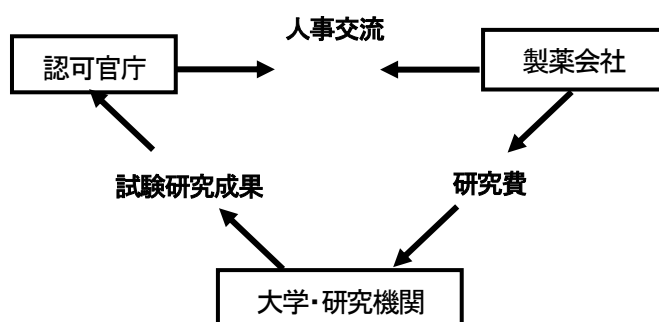 人事交流
認可官庁
製薬会社
試験研究成果
研究費
大学・研究機関